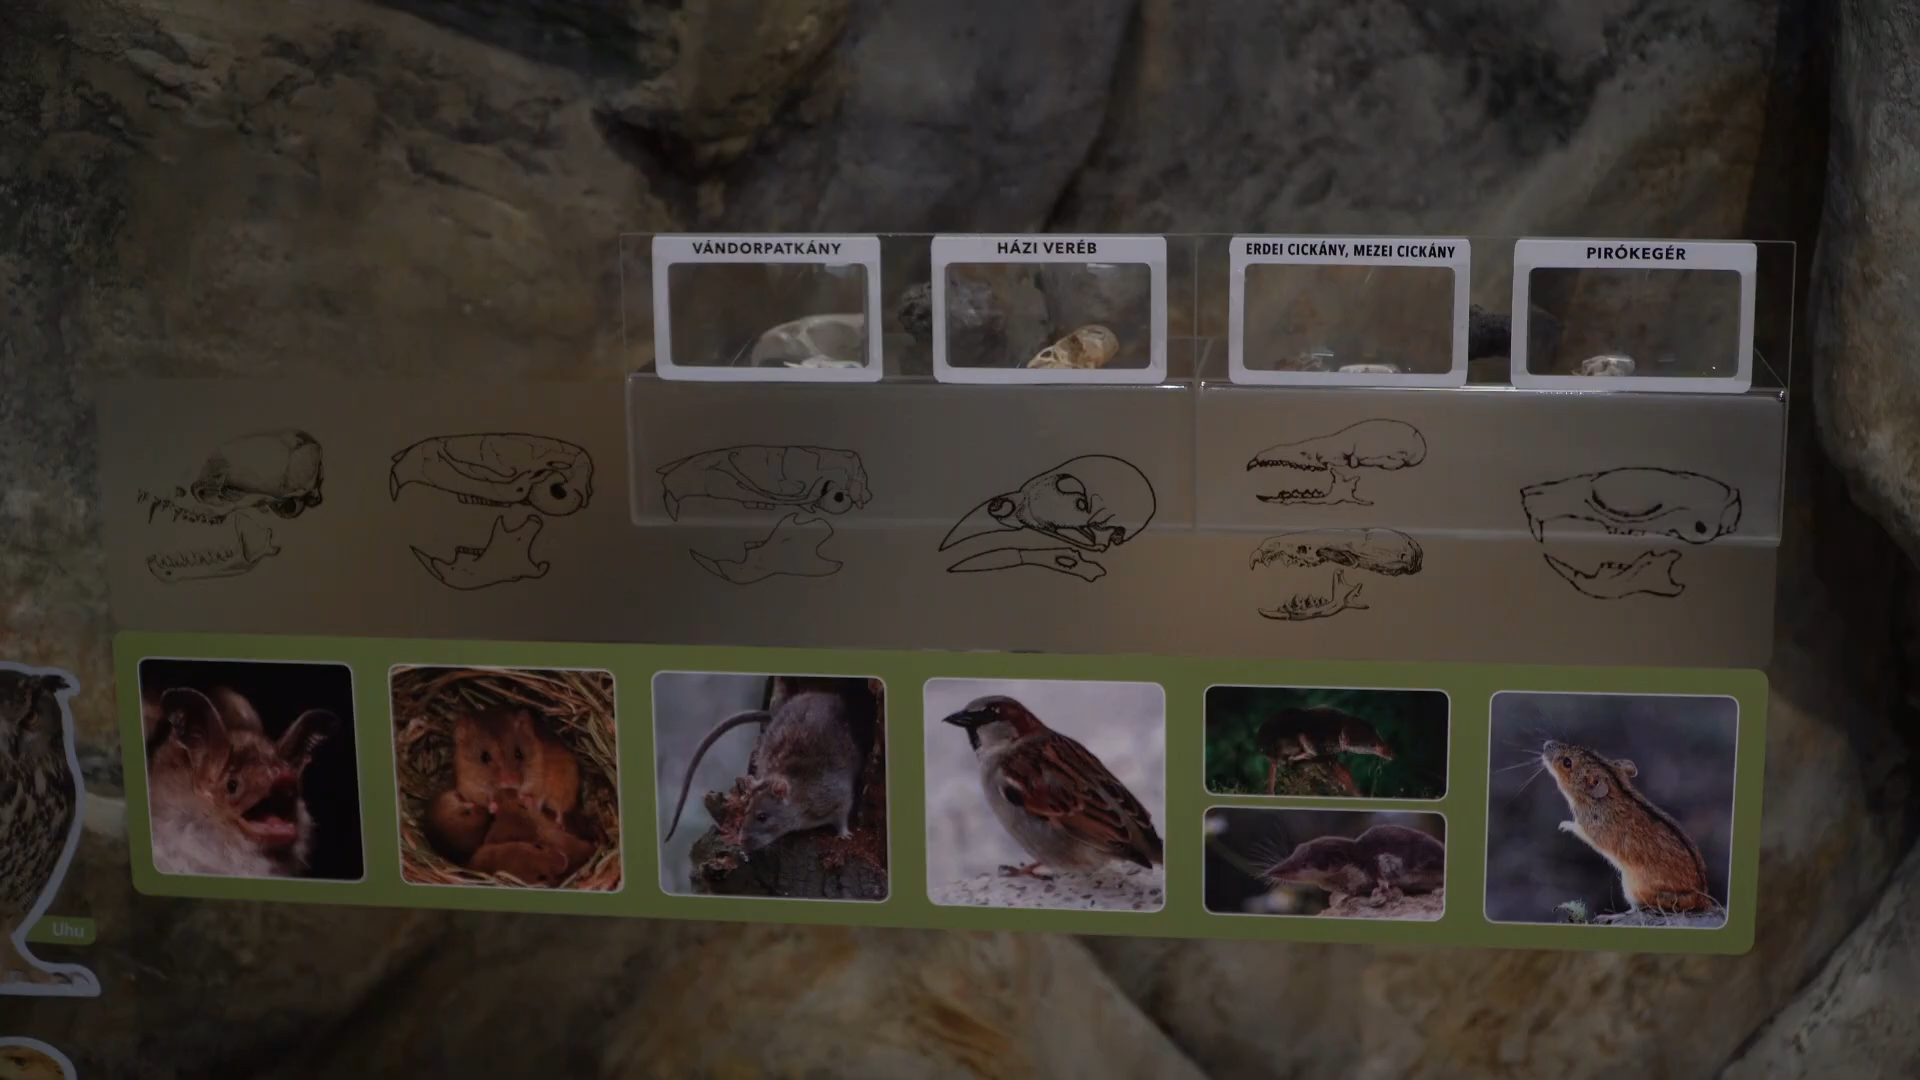 VÁNDORPATKÁNY
HÁZI VERÉB
ERDEI CICKÁNY, MEZEI CICKÁNY
PIRÓKEGÉR
Uhu